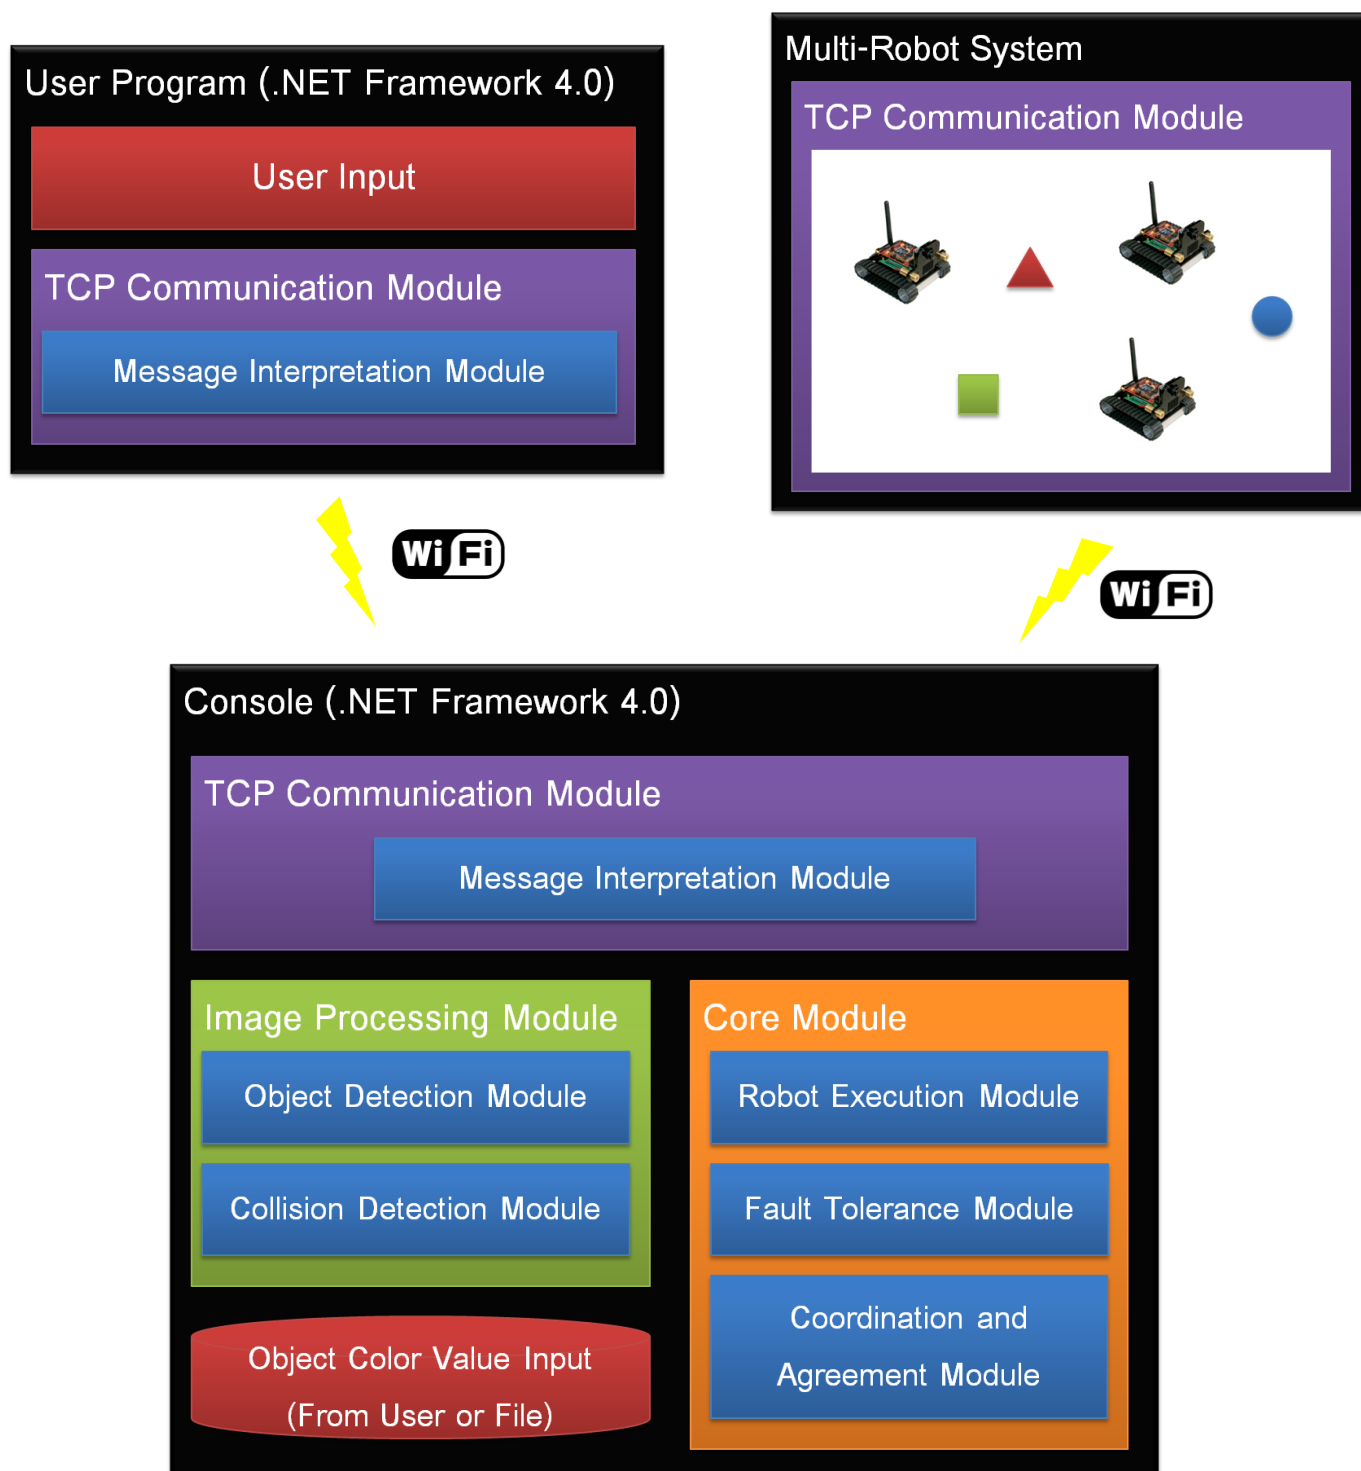 User Program (.NET Framework 4.0)
User Input
TCP Communication Module
Message Interpretation Module
Multi-Robot System
TCP Communication Module
WiFi
WiFi
Console (.NET Framework 4.0)
TCP Communication Module
Message Interpretation Module
Image Processing Module
Object Detection Module
Collision Detection Module
Object Color Value Input
(From User or File)
Core Module
Robot Execution Module
Fault Tolerance Module
Coordination and
Agreement Module